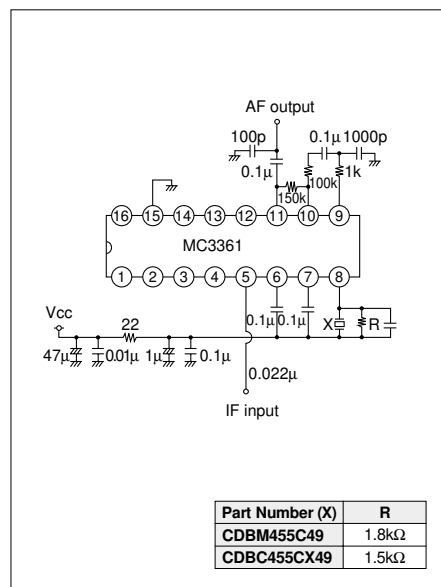 AF output
100p
0.1μ 1000p
0.1μ
100k 1k
150k
16 15 14 13 12 11 10 9
MC3361
1 2 3 4 5 6 7 8
Vcc
22
0.1μ 0.1μ
X R
47μ 0.01μ 1μ 0.1μ
0.022μ
IF input
Part Number (X) R
CDBM455C49 1.8kΩ
CDBC455CX49 1.5kΩ